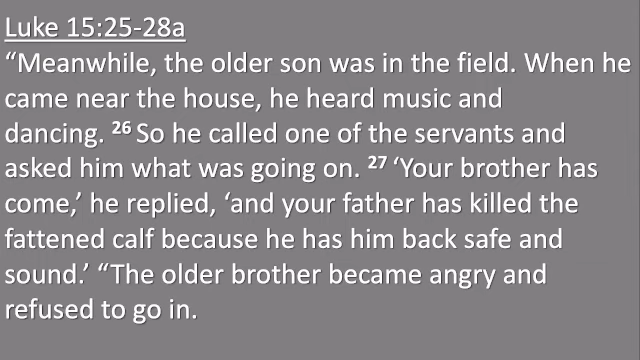 Luke 15:25-28a
“Meanwhile, the older son was in the field. When he
came near the house, he heard music and
dancing. 26 So he called one of the servants and
asked him what was going on. 27 ‘Your brother has
come,’ he replied, ‘and your father has killed the
fattened calf because he has him back safe and
sound.’ “The older brother became angry and
refused to go in.